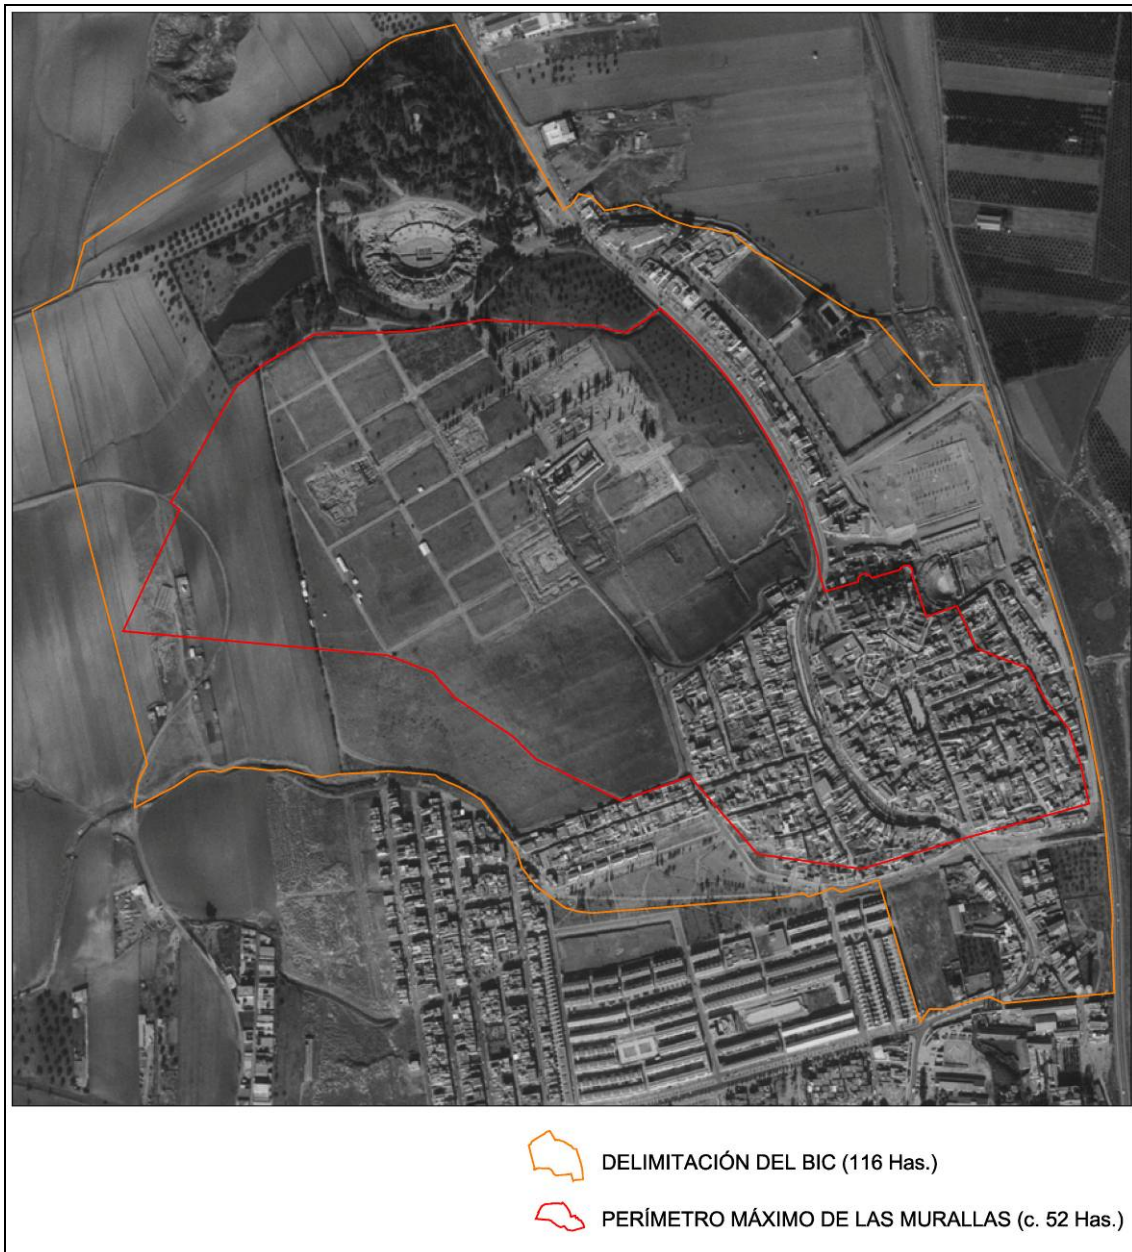 DELIMITACIÓN DEL BIC (116 Has.)
PERÍMETRO MÁXIMO DE LAS MURALLAS (c. 52 Has.)